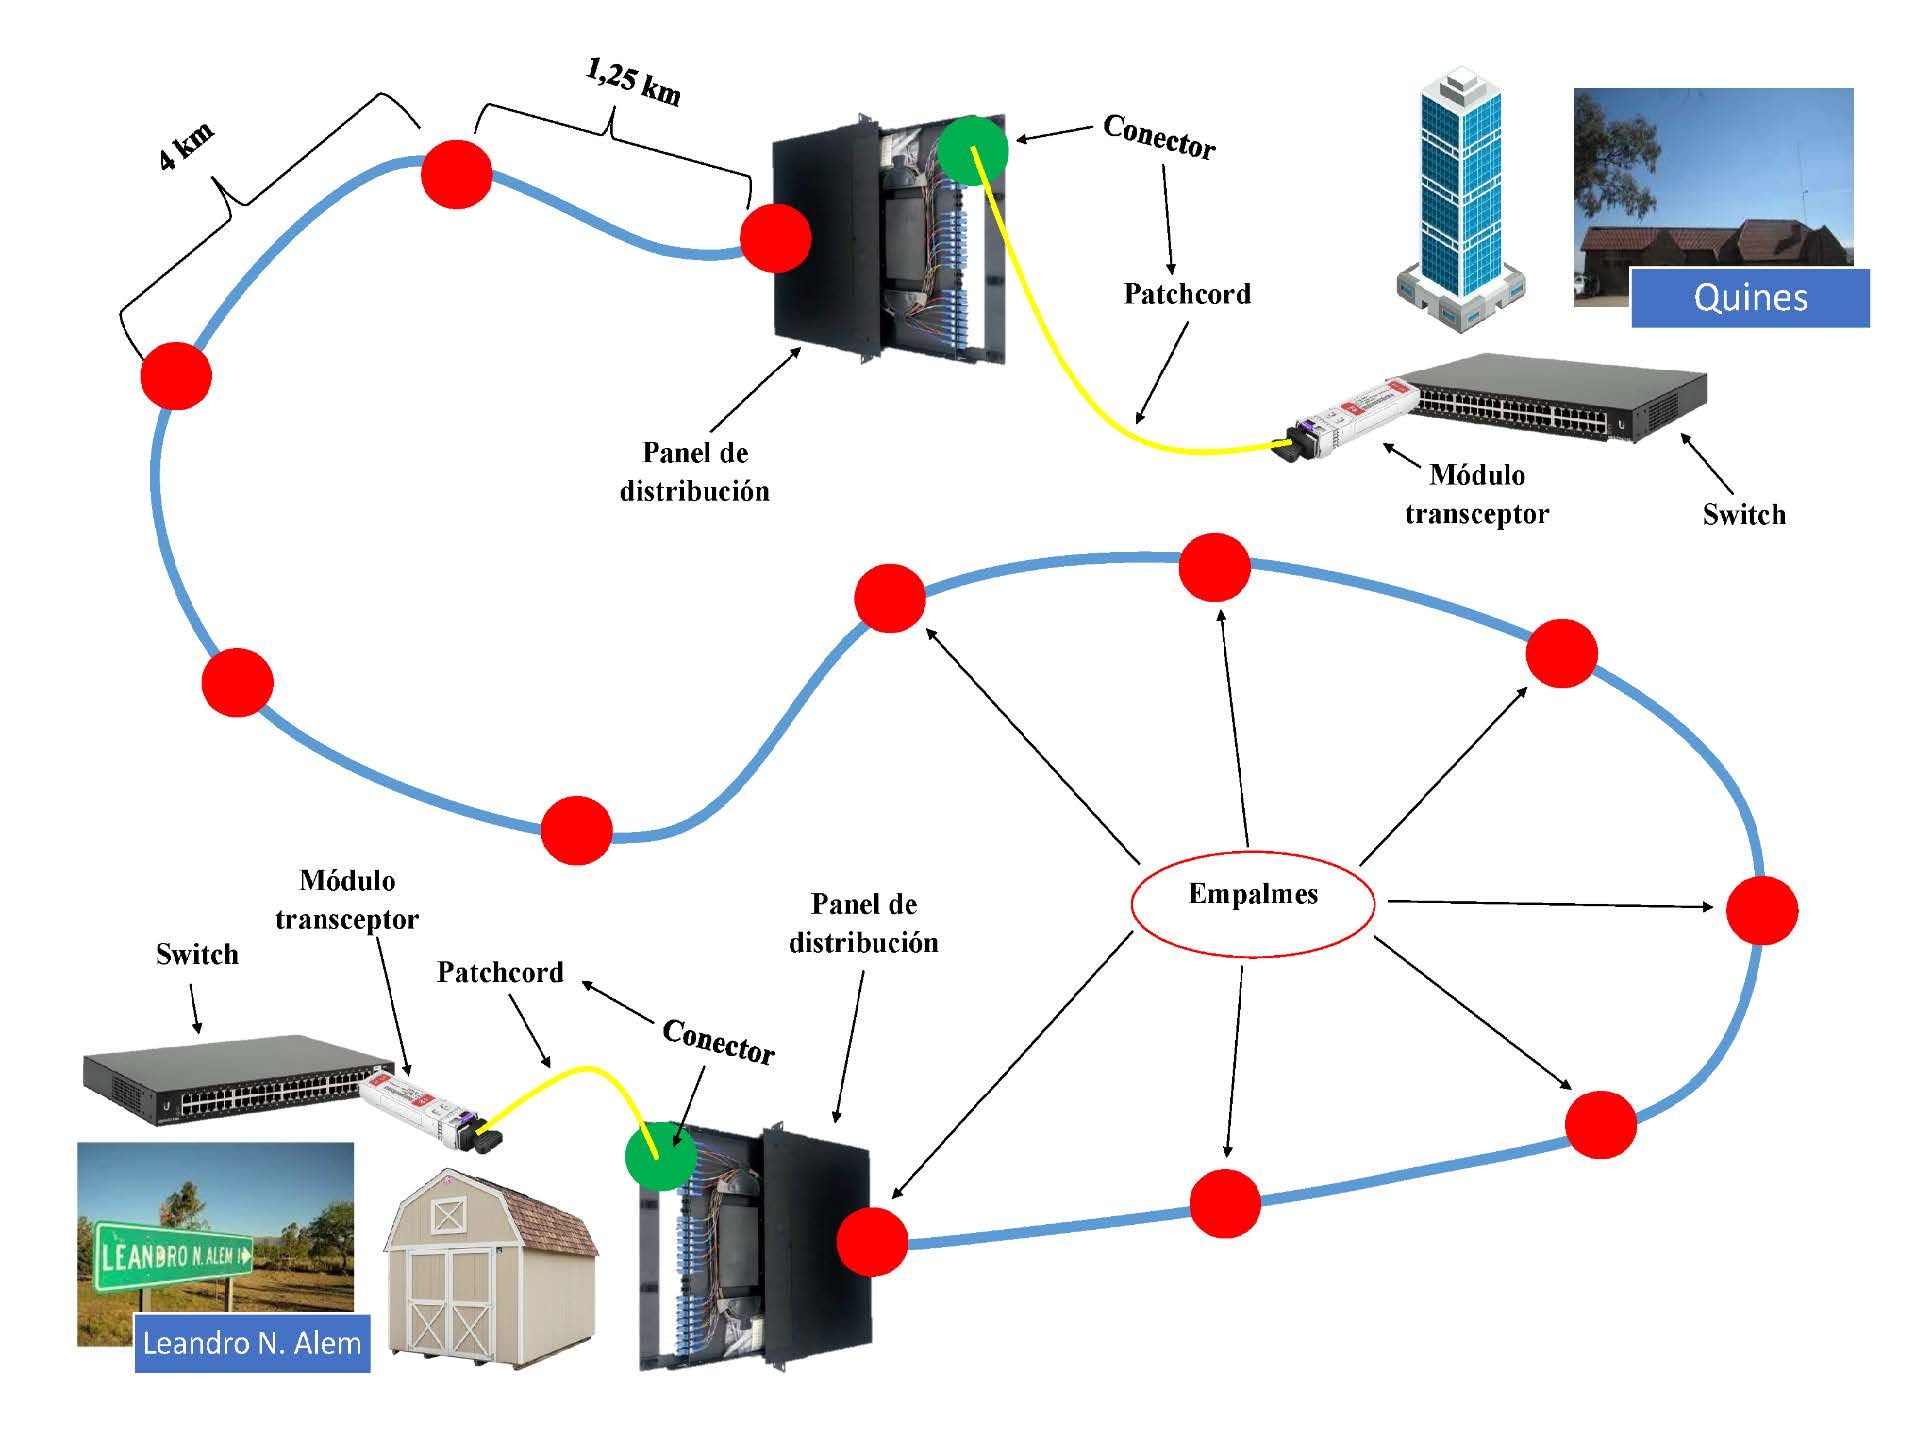 1,25 km
4 km
Conector
Patchcord
Quines
Panel de
distribución
Módulo
transceptor
Switch
Empalmes
Módulo
transceptor
Switch
Patchcord
Panel de
distribución
Conector
LEANDRO N. ALEM
Leandro N. Alem